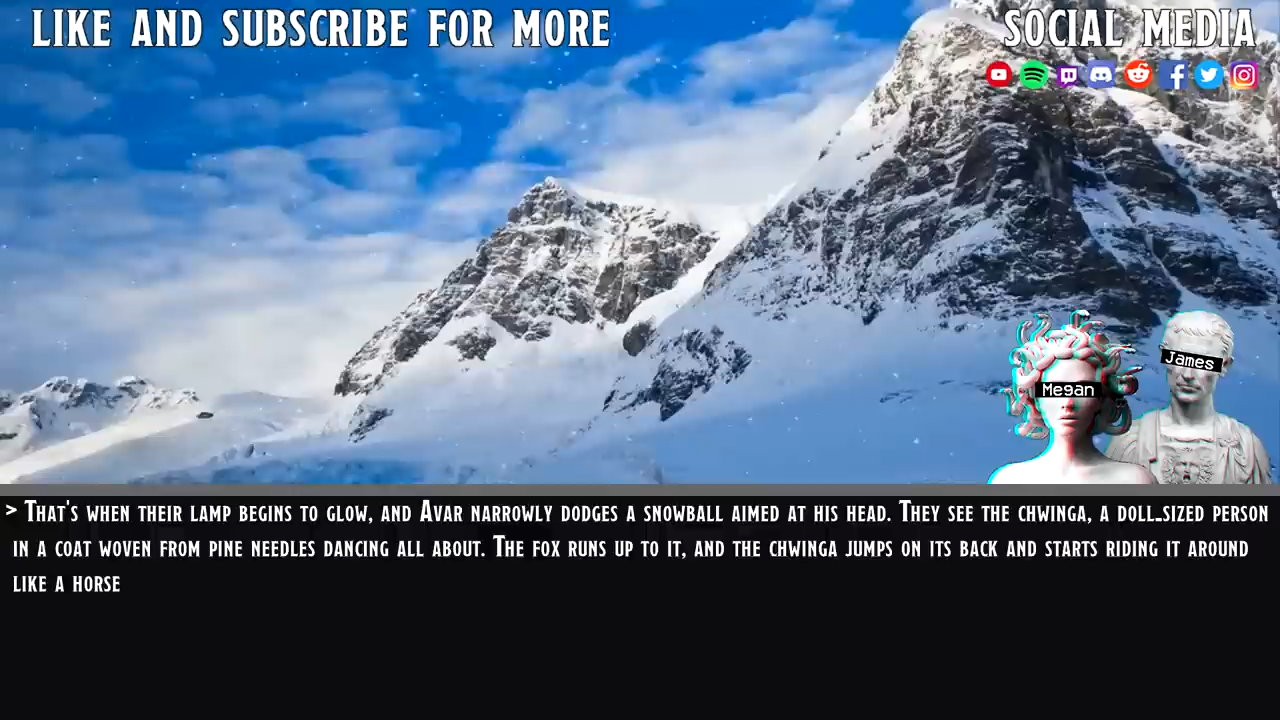 LIKE AND SUBSCRIBE FOR MORE
SOCIAL MEDIA
James
Megan
> That's when their lamp begins to glow, and Avar narrowly dodges a snowball aimed at his head. They see the chwinga, a doll-sized person
in a coat woven from pine needles dancing all about. The fox runs up to it, and the chwinga jumps on its back and starts riding it around
like a horse